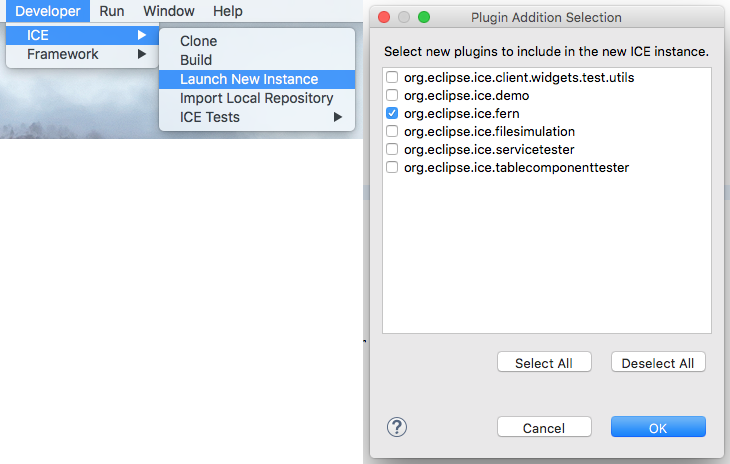 Developer Run Window Help
ICE
Framework
Clone
Build
Launch New Instance
Import Local Repository
ICE Tests
Plugin Addition Selection
Select new plugins to include in the new ICE instance.
org.eclipse.ice.client.widgets.test.utils
org.eclipse.ice.demo
org.eclipse.ice.fern
org.eclipse.ice.filesimulation
org.eclipse.ice.servicetester
org.eclipse.ice.tablecomponenttester
Select All Deselect All
? Cancel OK